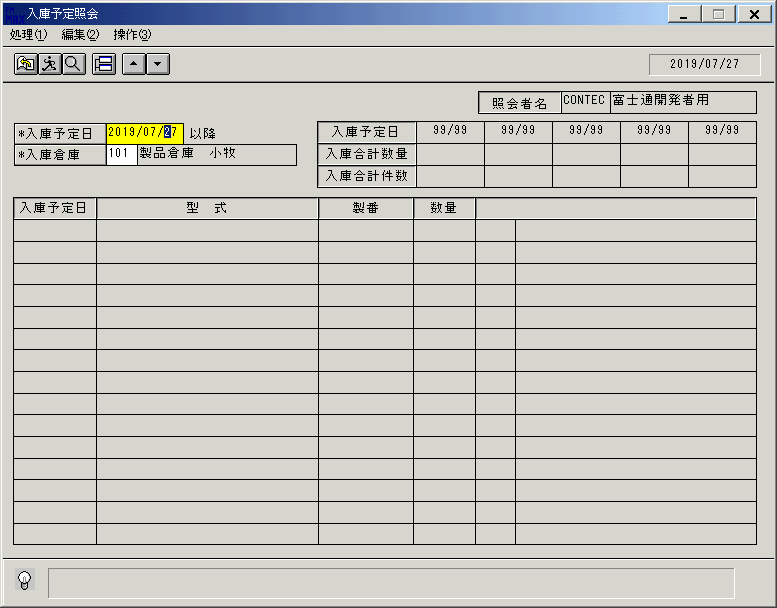 入庫予定照会
処理(1) 編集(2) 操作(3)
2019/07/27
照会者名 CONTEC 富士通開発者用
*入庫予定日 2019/07/27 以降
*入庫倉庫 101 製品倉庫 小牧
入庫予定日 99/99 99/99 99/99 99/99 99/99
入庫合計数量
入庫合計件数
入庫予定日 型 式 製番 数量